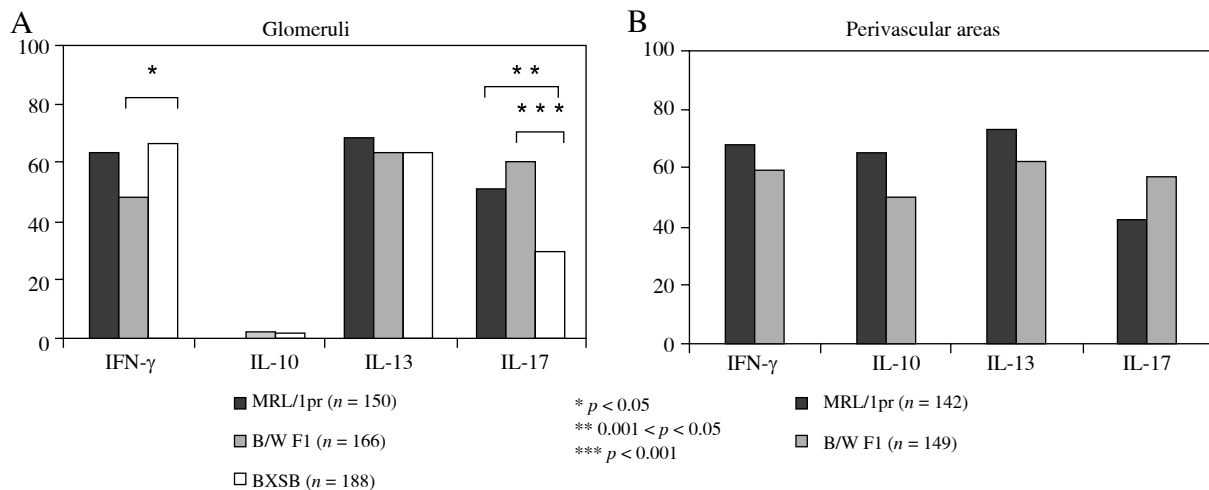 A
Glomeruli
100
80
60
40
20
0
*
* *
* * *
IFN-γ
IL-10
IL-13
IL-17
MRL/1pr (n = 150)
B/W F1 (n = 166)
BXSB (n = 188)
* p < 0.05
** 0.001 < p < 0.05
*** p < 0.001
B
Perivascular areas
100
80
60
40
20
0
IFN-γ
IL-10
IL-13
IL-17
MRL/1pr (n = 142)
B/W F1 (n = 149)